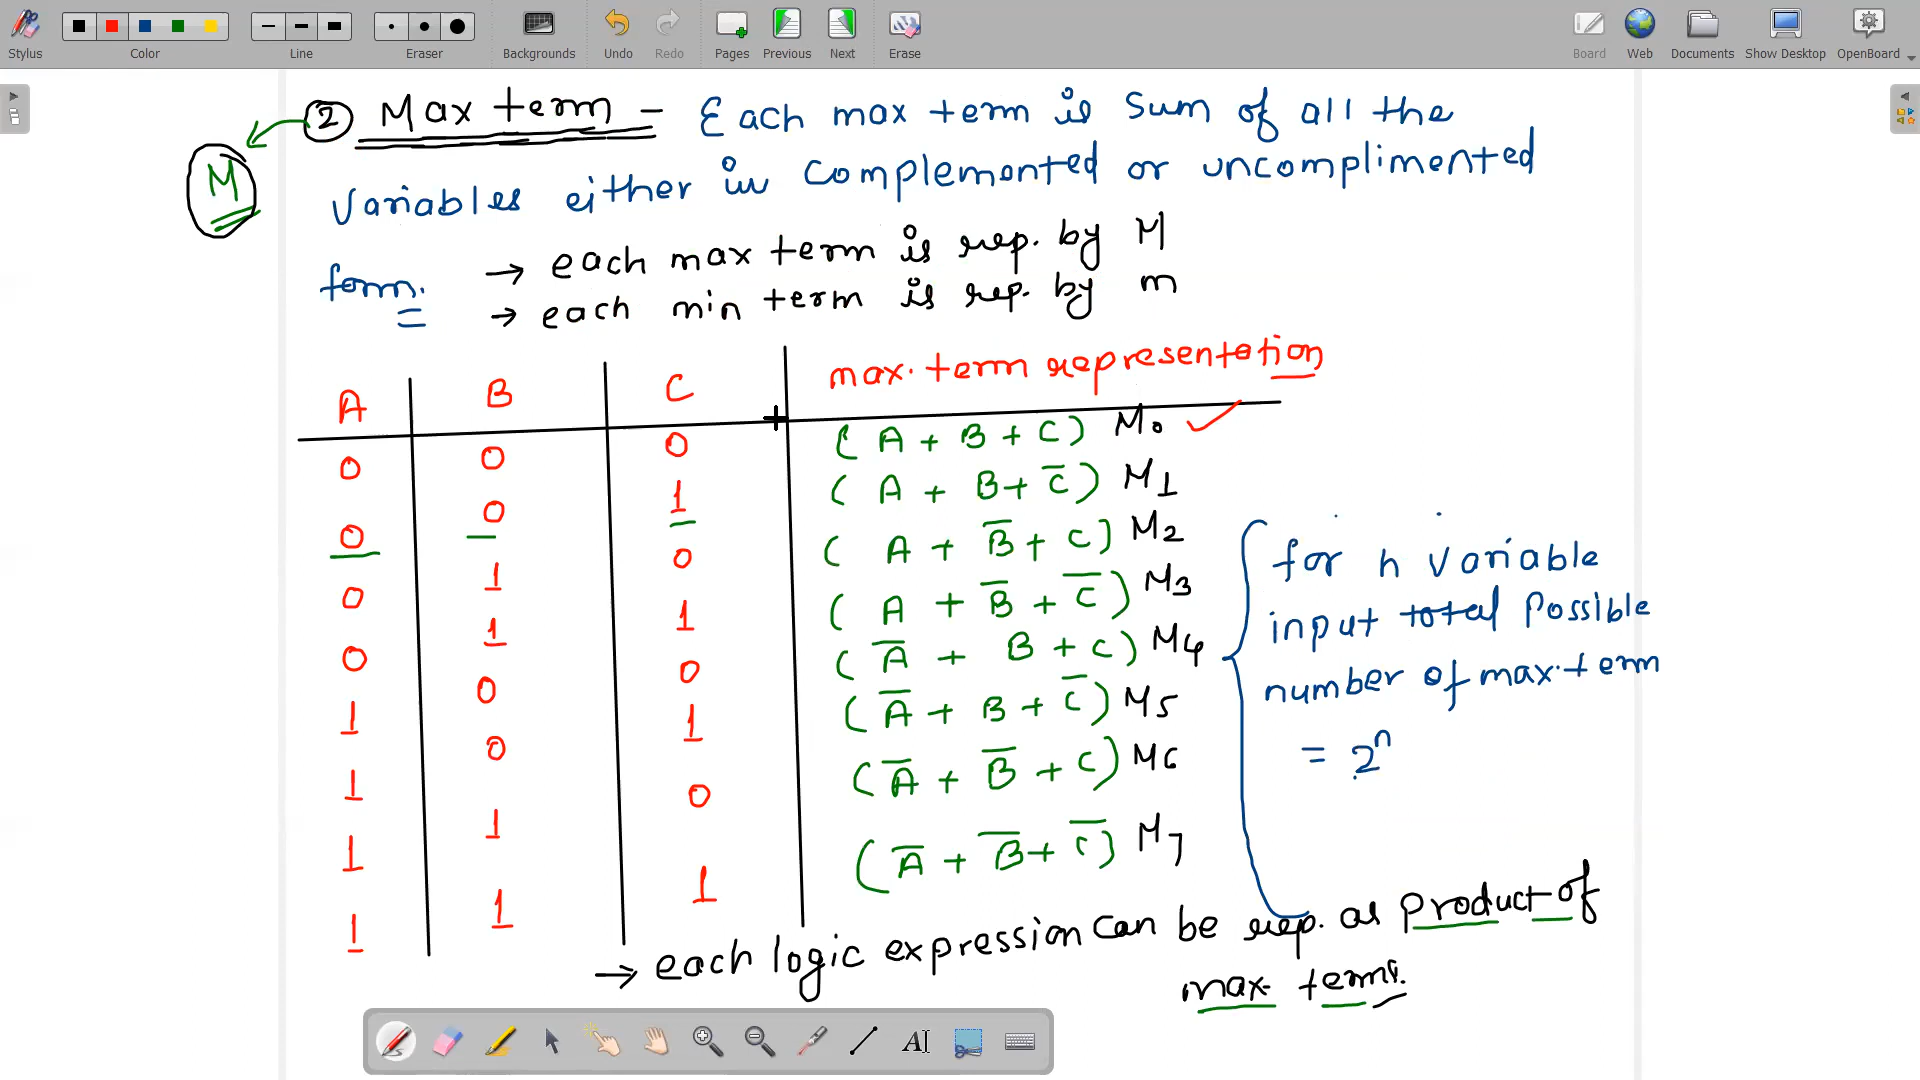 Stylus Color Line Eraser Backgrounds Undo Redo Pages Previous Next Erase Board Web Documents Show Desktop OpenBoard
② Max term - Each max term is Sum of all the
M
Variables either in complemented or uncomplimented
form.
→ each max term is rep. by M
→ each min term is rep. by m
A B C max. term representation
0 0 0 (A + B + C) M₀ ✓
0 0 1 (A + B + C̅) M1
0 1 0 (A + B̅ + C) M2
0 1 1 (A + B̅ + C̅) M3
1 0 0 (A̅ + B + C) M4
1 0 1 (A̅ + B + C̅) M5
1 1 0 (A̅ + B̅ + C) M6
1 1 1 (A̅ + B̅ + C̅) M7
for n variable
input total Possible
number of max.term
= 2ⁿ
→ each logic expression can be rep. as Product of
max. terms.
AI